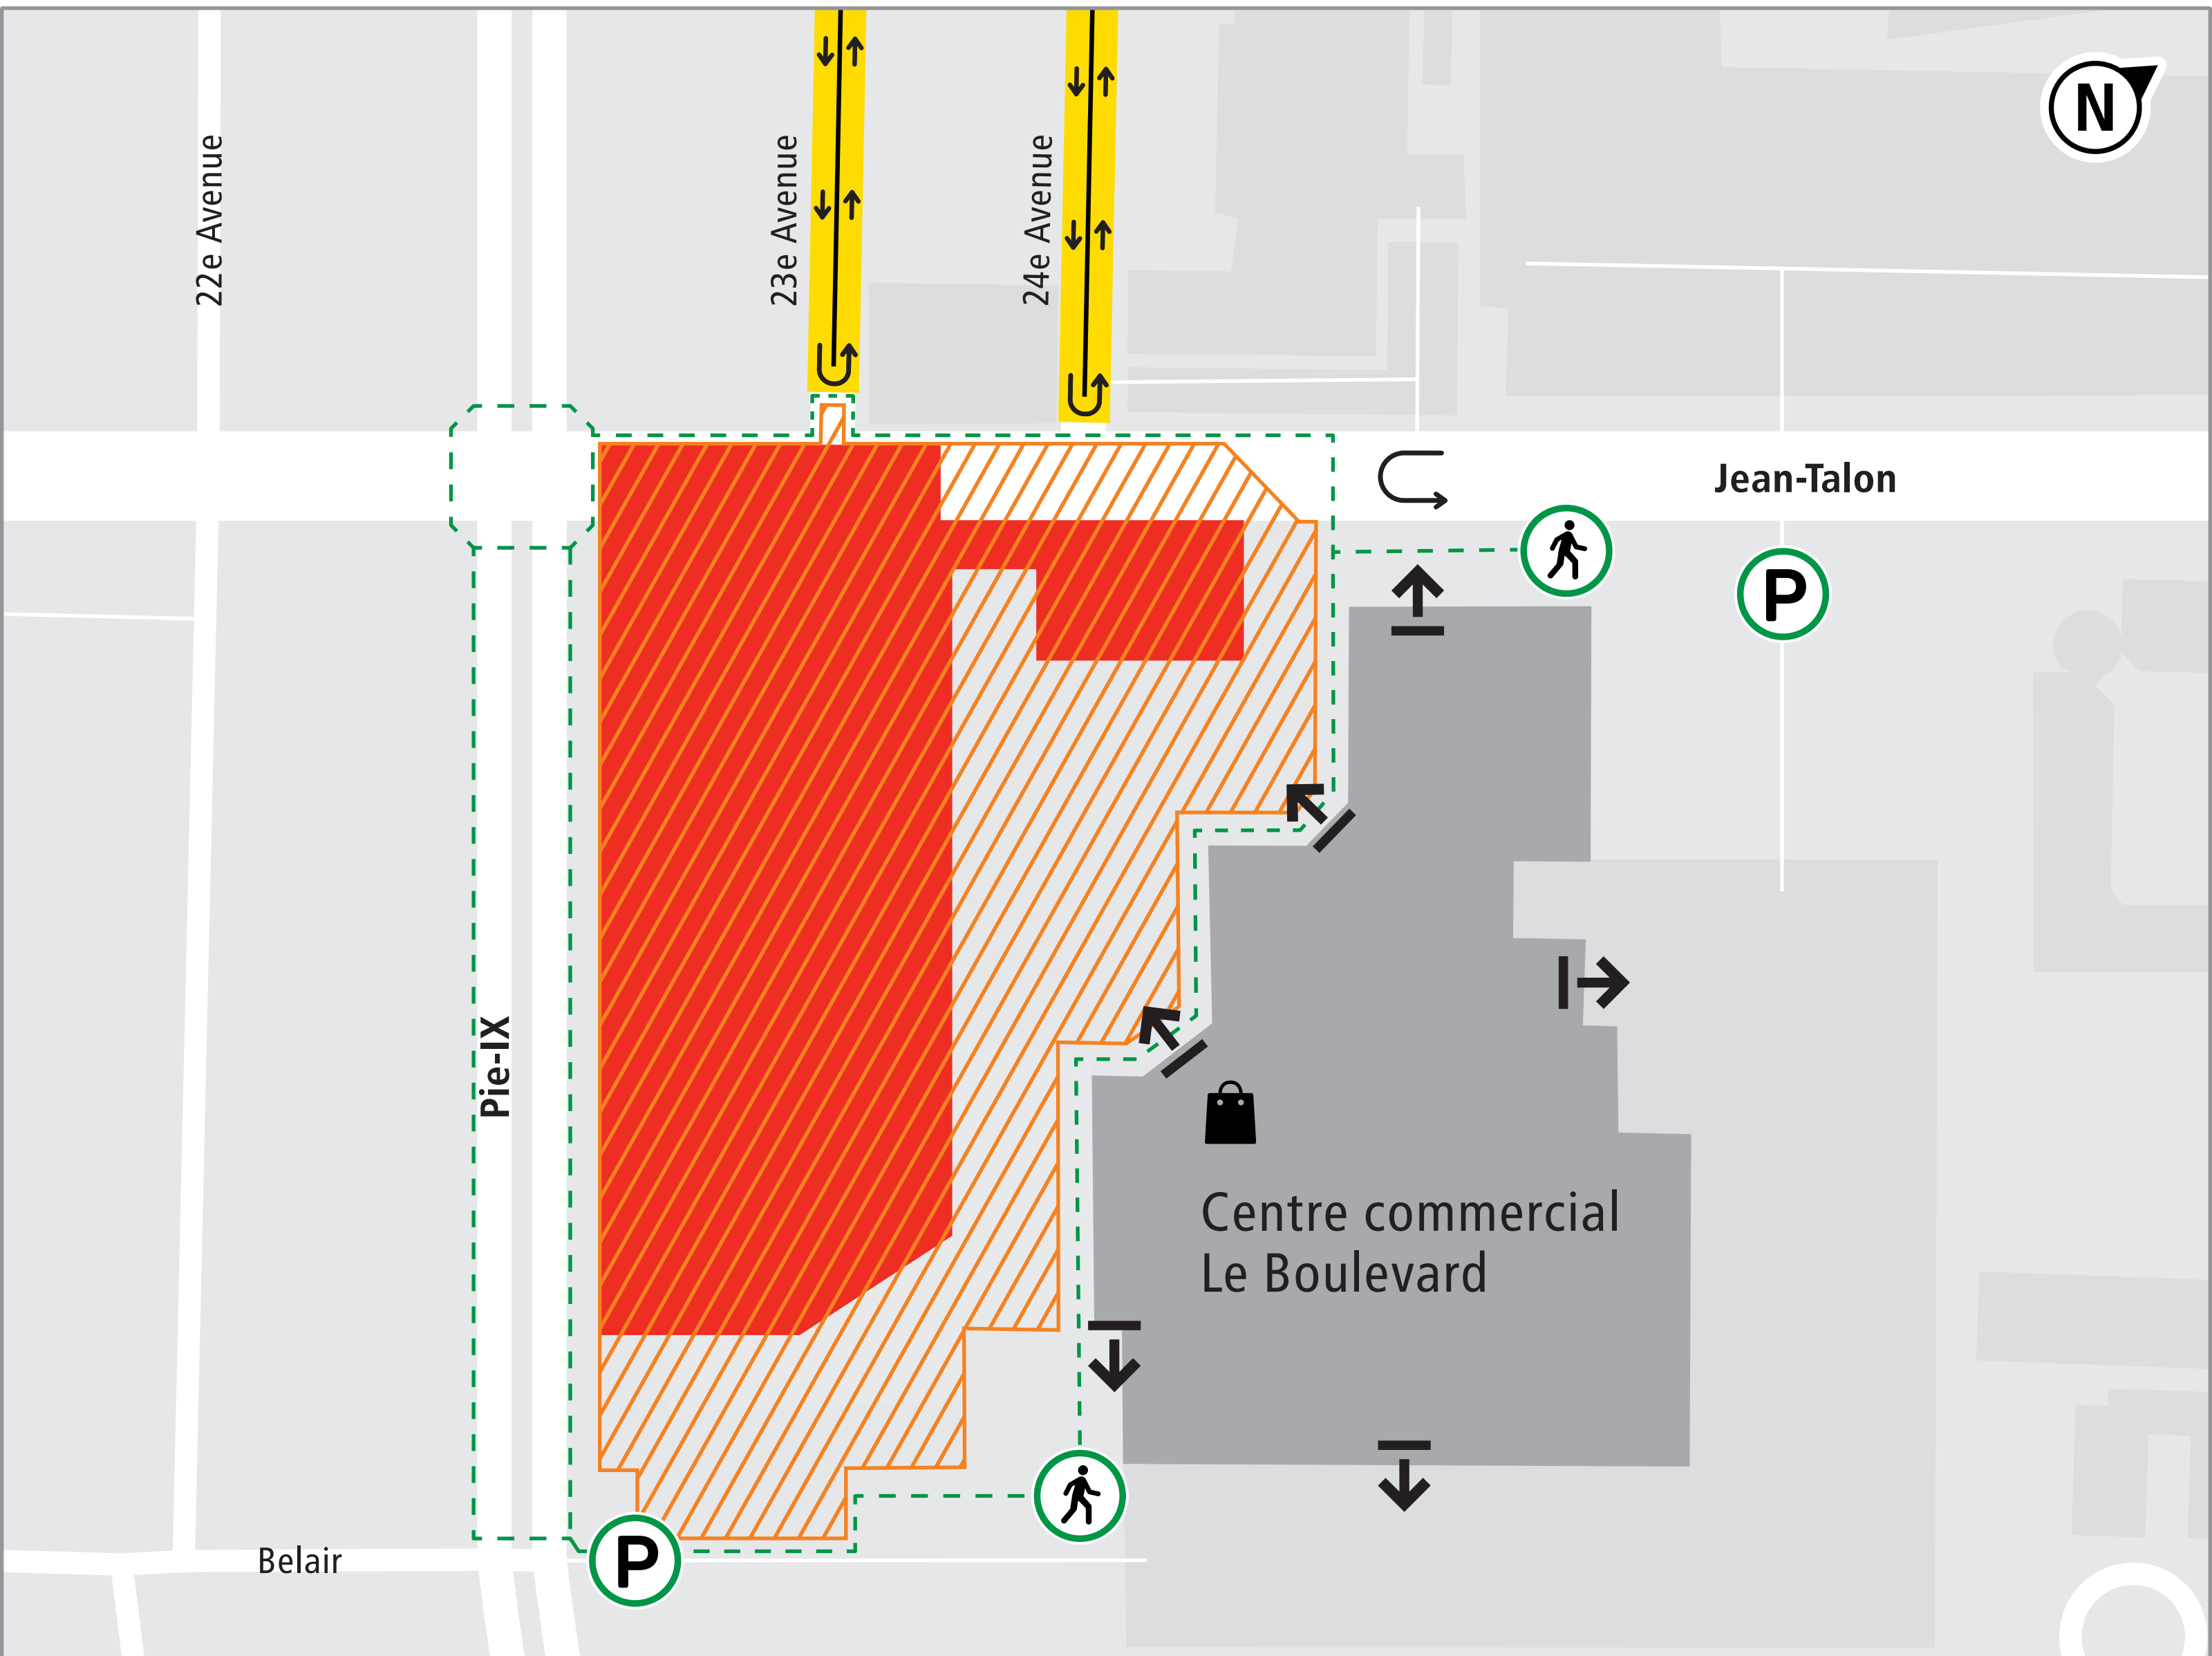 N
22e Avenue
23e Avenue
24e Avenue
Jean-Talon
P
Pie-IX
Centre commercial
Le Boulevard
Belair
P